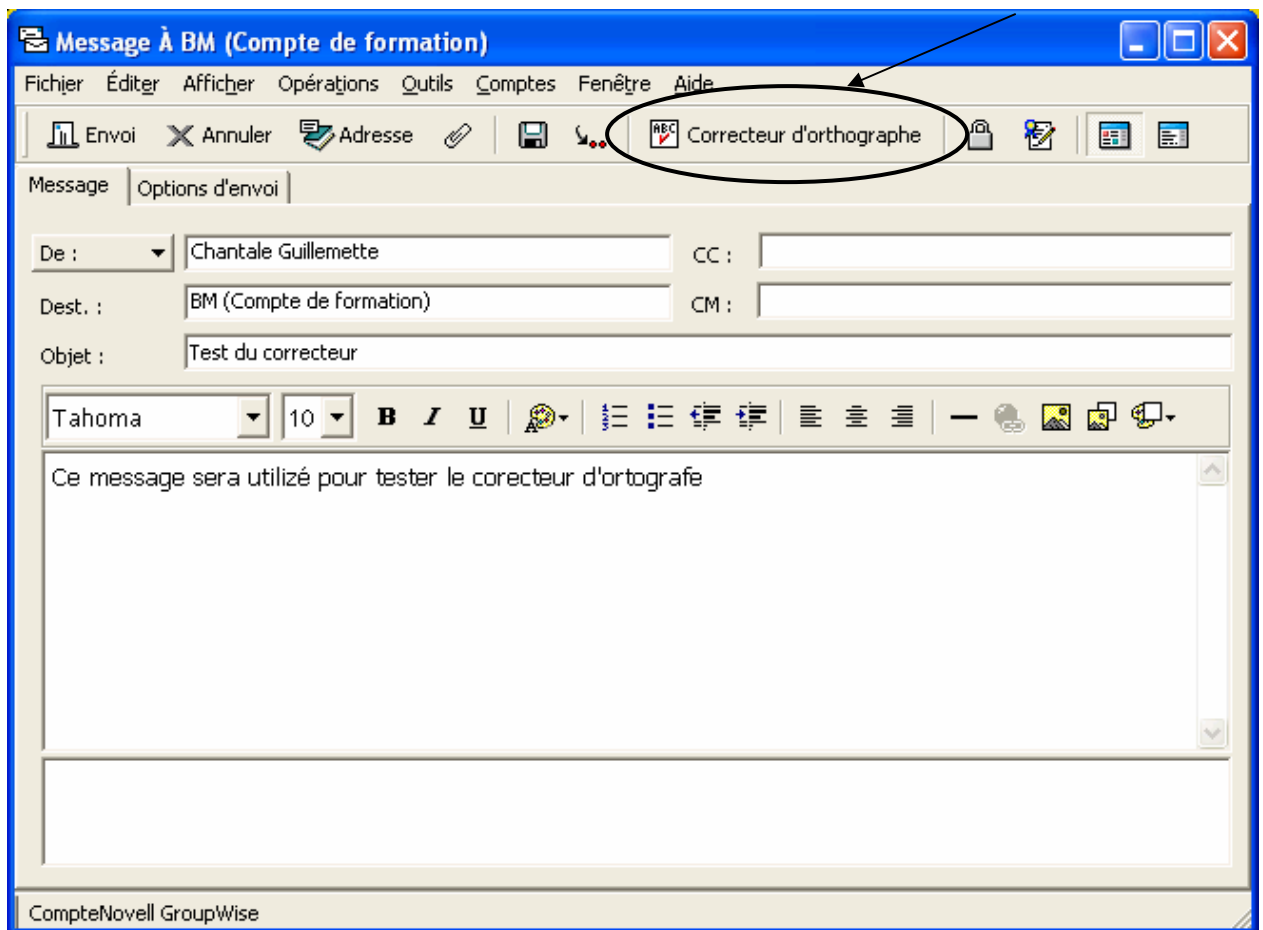 Message À BM (Compte de formation)
Fichier Éditer Afficher Opérations Outils Comptes Fenêtre Aide
Envoi Annuler Adresse ABC Correcteur d'orthographe
Message Options d'envoi
De : Chantale Guillemette CC :
Dest. : BM (Compte de formation) CM :
Objet : Test du correcteur
Tahoma 10 B I U
Ce message sera utilizé pour tester le corecteur d'ortografe
CompteNovell GroupWise